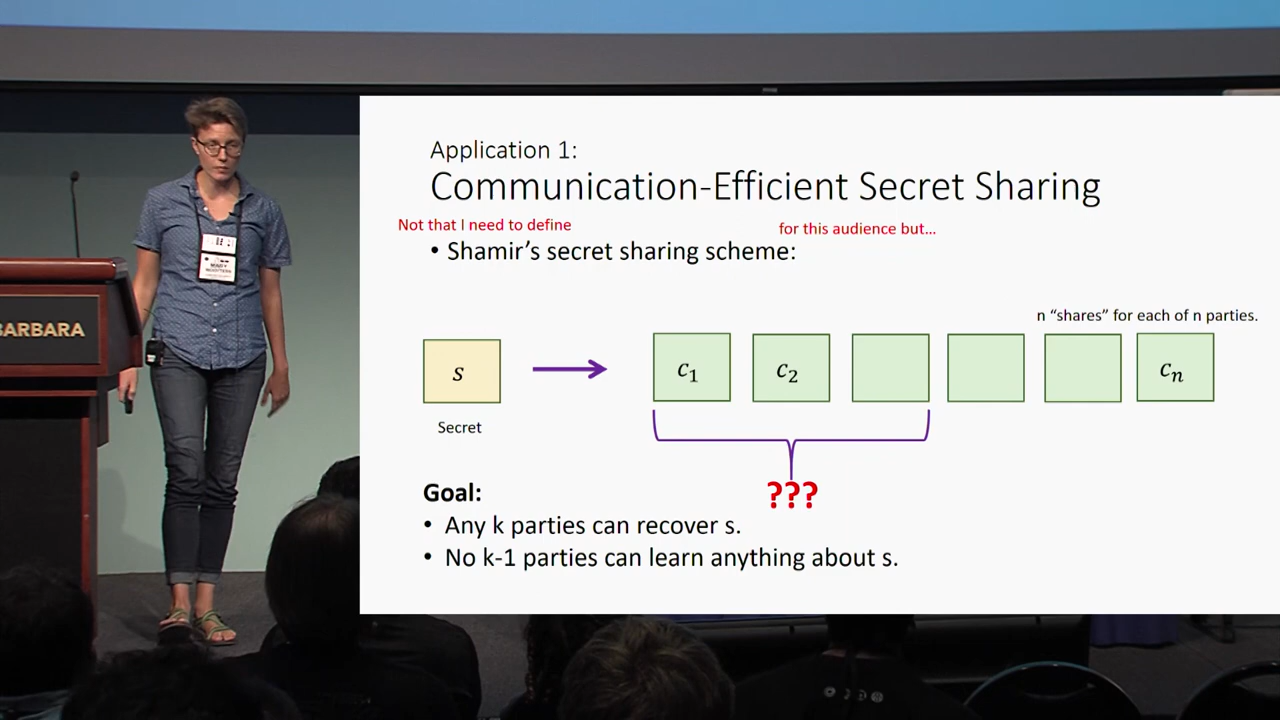 Application 1:
Communication-Efficient Secret Sharing
Not that I need to define
for this audience but…
• Shamir's secret sharing scheme:
n “shares” for each of n parties.
s
c₁
c₂
cₙ
Secret
???
Goal:
• Any k parties can recover s.
• No k-1 parties can learn anything about s.
ARBARA
MARY